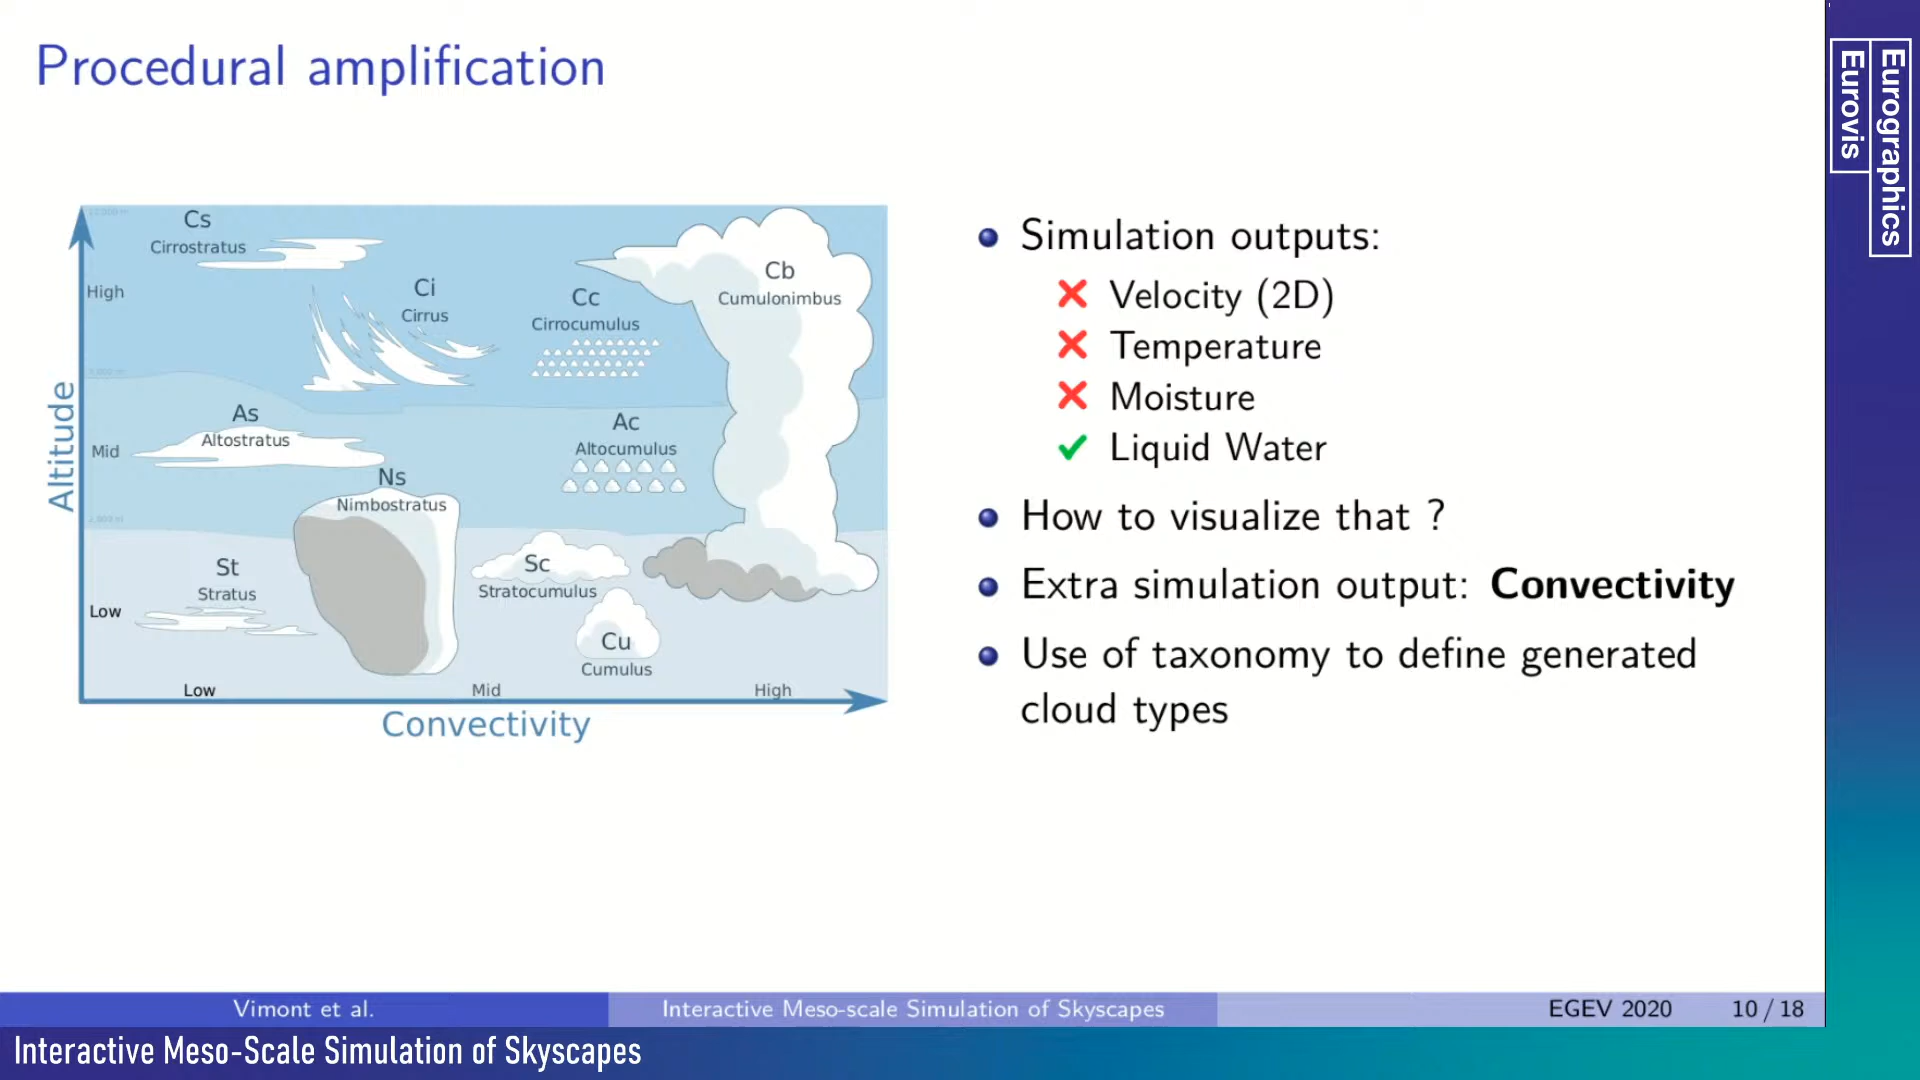 Procedural amplification
Cs
Cirrostratus
High
Ci
Cirrus
Cc
Cirrocumulus
Cb
Cumulonimbus
Altitude
As
Altostratus
Mid
Ac
Altocumulus
Ns
Nimbostratus
St
Stratus
Low
Sc
Stratocumulus
Cu
Cumulus
Low
Mid
High
Convectivity
Simulation outputs:
Velocity (2D)
Temperature
Moisture
Liquid Water
How to visualize that ?
Extra simulation output: Convectivity
Use of taxonomy to define generated
cloud types
Eurographics
Eurovis
Vimont et al.
Interactive Meso-scale Simulation of Skyscapes
EGEV 2020
10 / 18
Interactive Meso-Scale Simulation of Skyscapes